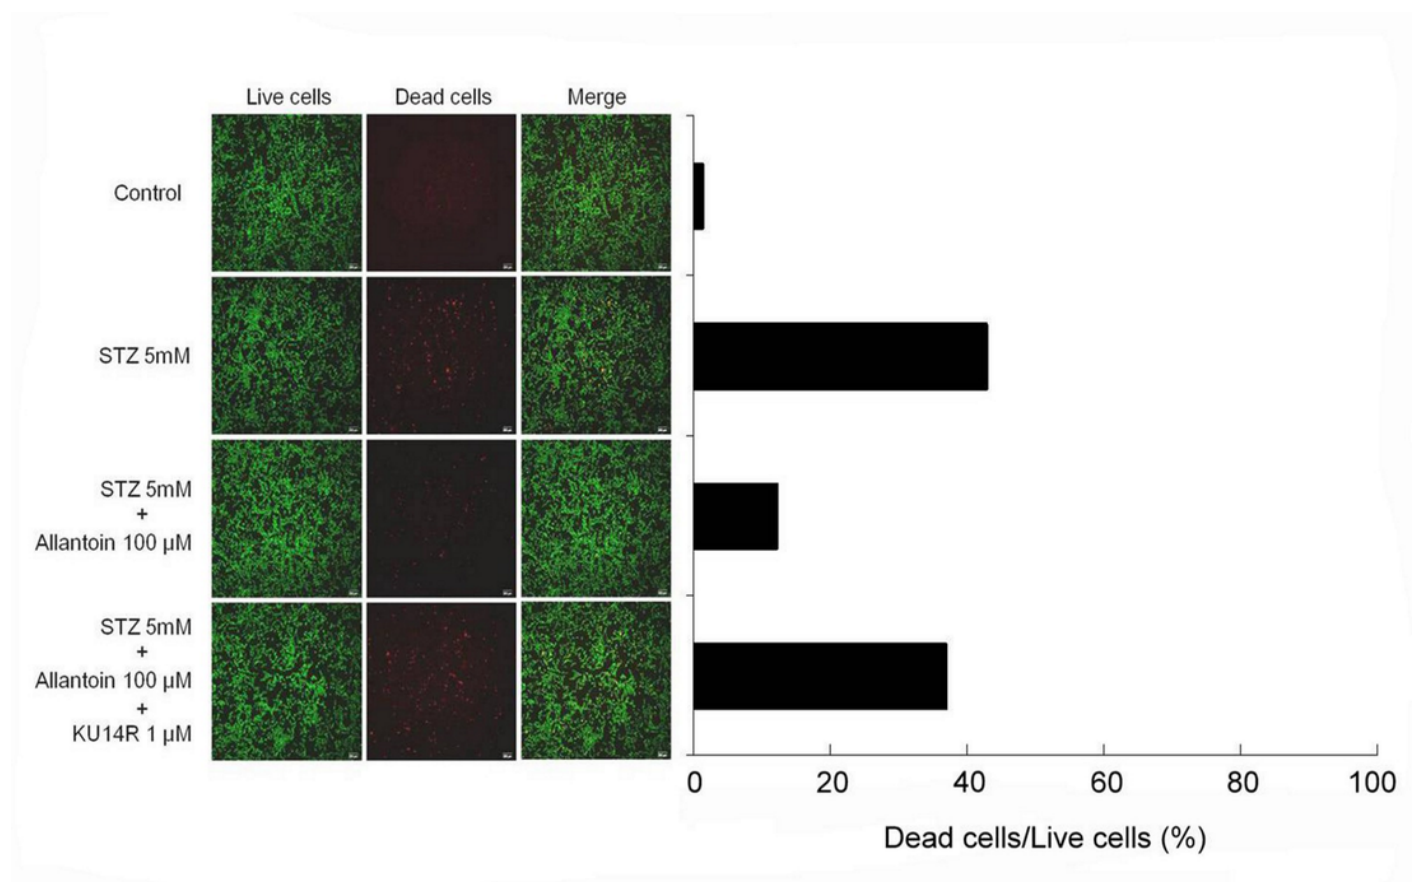 Live cells Dead cells Merge
Control
STZ 5mM
STZ 5mM
+
Allantoin 100 µM
STZ 5mM
+
Allantoin 100 µM
+
KU14R 1 µM
0 20 40 60 80 100
Dead cells/Live cells (%)